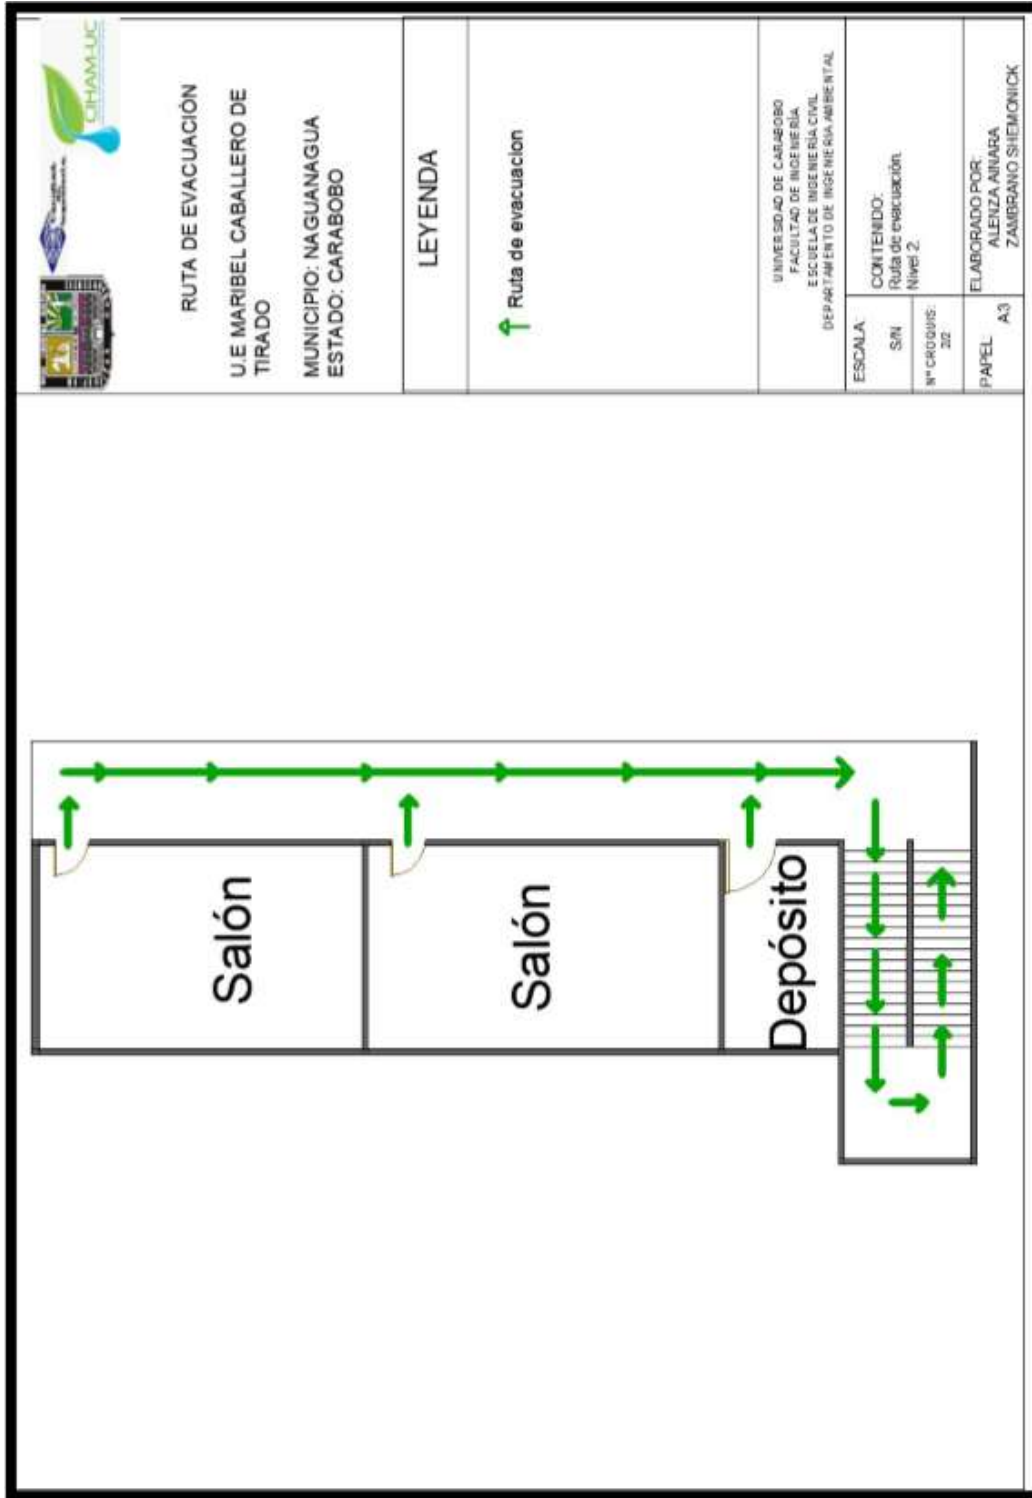 CIHAM-UC
RUTA DE EVACUACIÓN
U.E MARIBEL CABALLERO DE
TIRADO
MUNICIPIO: NAGUANAGUA
ESTADO: CARABOBO
LEYENDA
Ruta de evacuacion
UNIVERSIDAD DE CARABOBO
FACULTAD DE INGENIERÍA
ESCUELA DE INGENIERÍA CIVIL
DEPARTAMENTO DE INGENIERIA AMBIENTAL
ESCALA:
S/N
CONTENIDO:
Ruta de evacuación.
Nivel 2.
N° CROQUIS:
2/2
PAPEL:
A3
ELABORADO POR:
ALENZA AINARA
ZAMBRANO SHEMONICK
Salón
Salón
Depósito